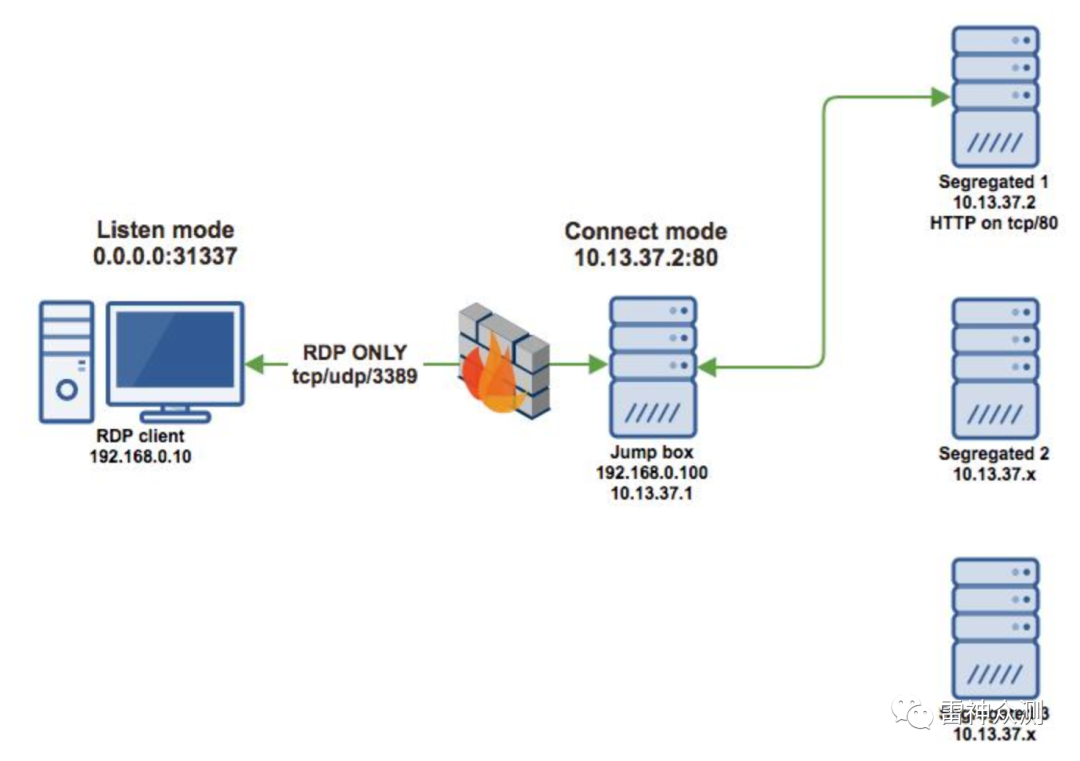 Listen mode
0.0.0.0:31337
RDP client
192.168.0.10
RDP ONLY
tcp/udp/3389
Connect mode
10.13.37.2:80
Jump box
192.168.0.100
10.13.37.1
Segregated 1
10.13.37.2
HTTP on tcp/80
Segregated 2
10.13.37.x
Segregated 3
10.13.37.x
雷神众测